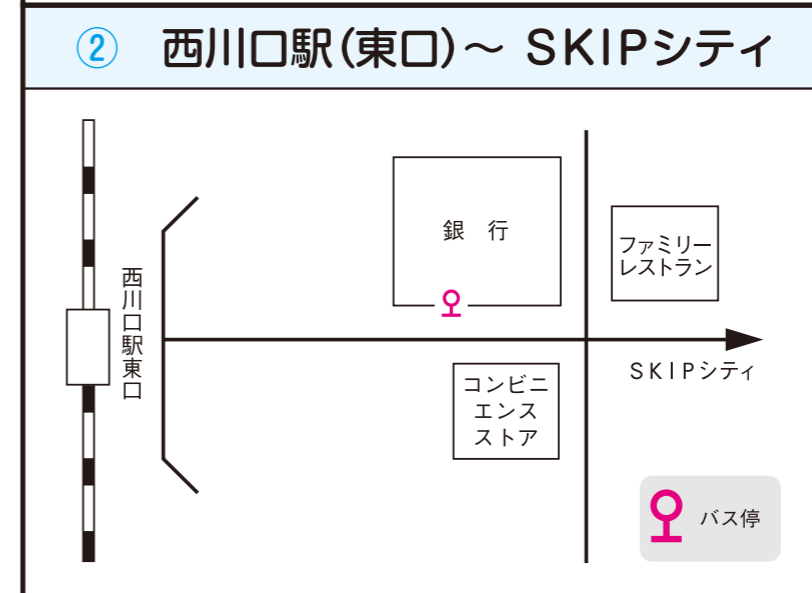 ② 西川口駅(東口)～ SKIPシティ
銀 行
ファミリー
レストラン
西川口駅東口
SKIPシティ
コンビニ
エンス
ストア
バス停